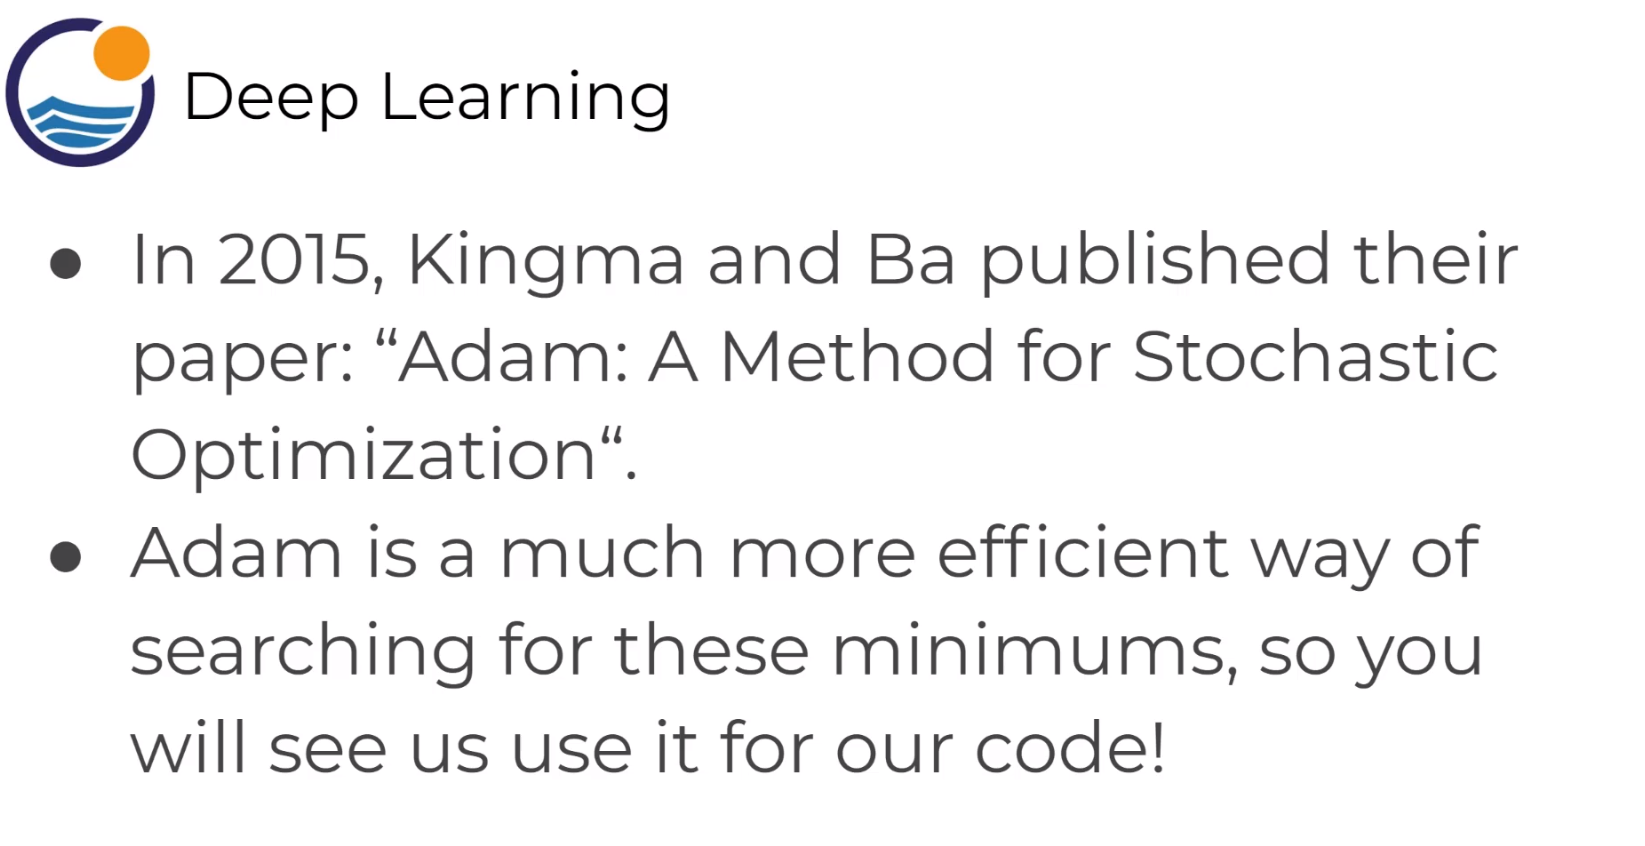 Deep Learning
● In 2015, Kingma and Ba published their
paper: “Adam: A Method for Stochastic
Optimization“.
● Adam is a much more efficient way of
searching for these minimums, so you
will see us use it for our code!